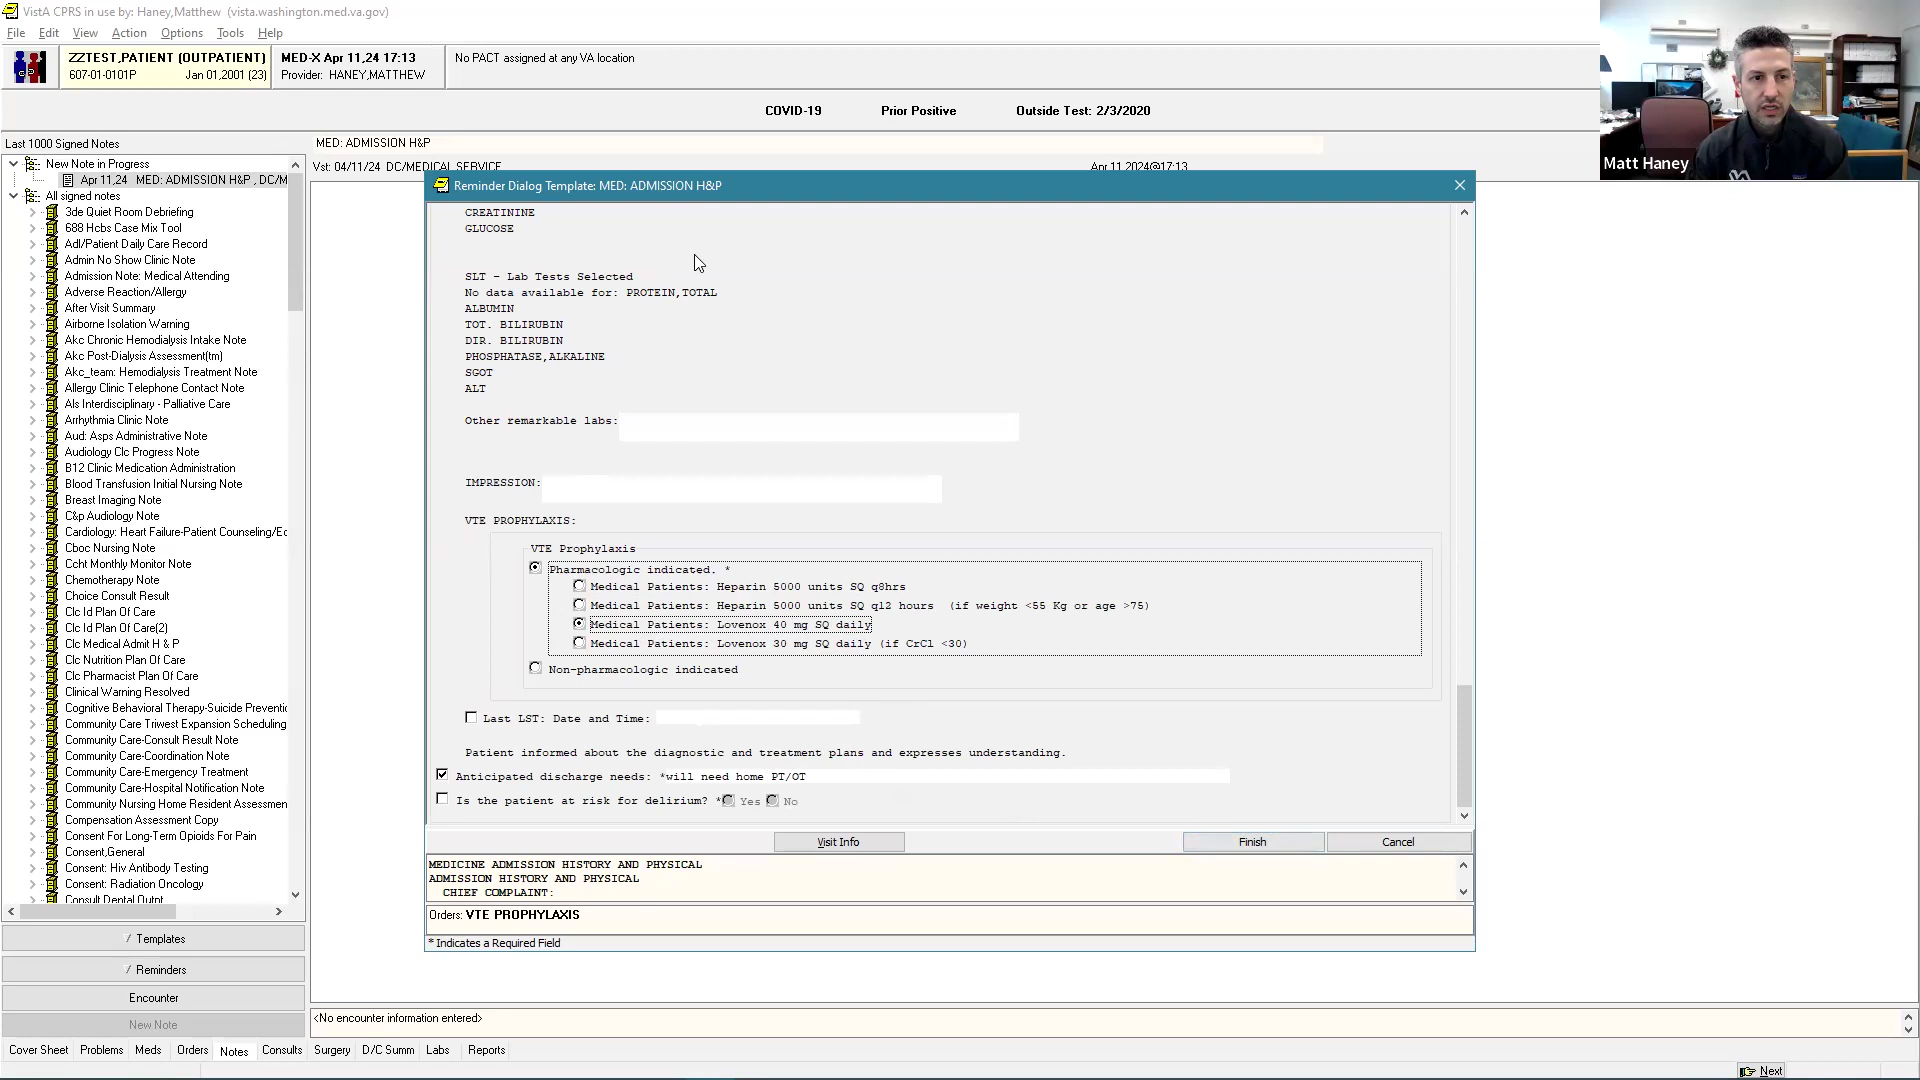 VistA CPRS in use by: Haney,Matthew (vista.washington.med.va.gov)
File Edit View Action Options Tools Help
ZZTEST,PATIENT (OUTPATIENT)
607-01-0101P Jan 01,2001 (23)
MED-X Apr 11,24 17:13
Provider: HANEY,MATTHEW
No PACT assigned at any VA location
COVID-19 Prior Positive Outside Test: 2/3/2020
Matt Haney
Last 1000 Signed Notes
New Note in Progress
Apr 11,24 MED: ADMISSION H&P , DC/M
All signed notes
3de Quiet Room Debriefing
688 Hcbs Case Mix Tool
Adl/Patient Daily Care Record
Admin No Show Clinic Note
Admission Note: Medical Attending
Adverse Reaction/Allergy
After Visit Summary
Airborne Isolation Warning
Akc Chronic Hemodialysis Intake Note
Akc Post-Dialysis Assessment(tm)
Akc_team: Hemodialysis Treatment Note
Allergy Clinic Telephone Contact Note
Als Interdisciplinary - Palliative Care
Arrhythmia Clinic Note
Aud: Asps Administrative Note
Audiology Clc Progress Note
B12 Clinic Medication Administration
Blood Transfusion Initial Nursing Note
Breast Imaging Note
C&p Audiology Note
Cardiology: Heart Failure-Patient Counseling/Ec
Cboc Nursing Note
Ccht Monthly Monitor Note
Chemotherapy Note
Choice Consult Result
Clc Id Plan Of Care
Clc Id Plan Of Care(2)
Clc Medical Admit H & P
Clc Nutrition Plan Of Care
Clc Pharmacist Plan Of Care
Clinical Warning Resolved
Cognitive Behavioral Therapy-Suicide Preventic
Community Care Triwest Expansion Scheduling
Community Care-Consult Result Note
Community Care-Coordination Note
Community Care-Emergency Treatment
Community Care-Hospital Notification Note
Community Nursing Home Resident Assessmen
Compensation Assessment Copy
Consent For Long-Term Opioids For Pain
Consent,General
Consent: Hiv Antibody Testing
Consent: Radiation Oncology
Consult Dental Outpt
/ Templates
/ Reminders
Encounter
New Note
MED: ADMISSION H&P
Vst: 04/11/24 DC/MEDICAL SERVICE Apr 11,2024@17:13
Reminder Dialog Template: MED: ADMISSION H&P
CREATININE
GLUCOSE
SLT - Lab Tests Selected
No data available for: PROTEIN,TOTAL
ALBUMIN
TOT. BILIRUBIN
DIR. BILIRUBIN
PHOSPHATASE,ALKALINE
SGOT
ALT
Other remarkable labs:
IMPRESSION:
VTE PROPHYLAXIS:
VTE Prophylaxis
Pharmacologic indicated. *
Medical Patients: Heparin 5000 units SQ q8hrs
Medical Patients: Heparin 5000 units SQ q12 hours (if weight <55 Kg or age >75)
Medical Patients: Lovenox 40 mg SQ daily
Medical Patients: Lovenox 30 mg SQ daily (if CrCl <30)
Non-pharmacologic indicated
Last LST: Date and Time:
Patient informed about the diagnostic and treatment plans and expresses understanding.
Anticipated discharge needs: *will need home PT/OT
Is the patient at risk for delirium? * Yes No
Visit Info Finish Cancel
MEDICINE ADMISSION HISTORY AND PHYSICAL
ADMISSION HISTORY AND PHYSICAL
CHIEF COMPLAINT:
Orders: VTE PROPHYLAXIS
* Indicates a Required Field
<No encounter information entered>
Cover Sheet Problems Meds Orders Notes Consults Surgery D/C Summ Labs Reports
Next